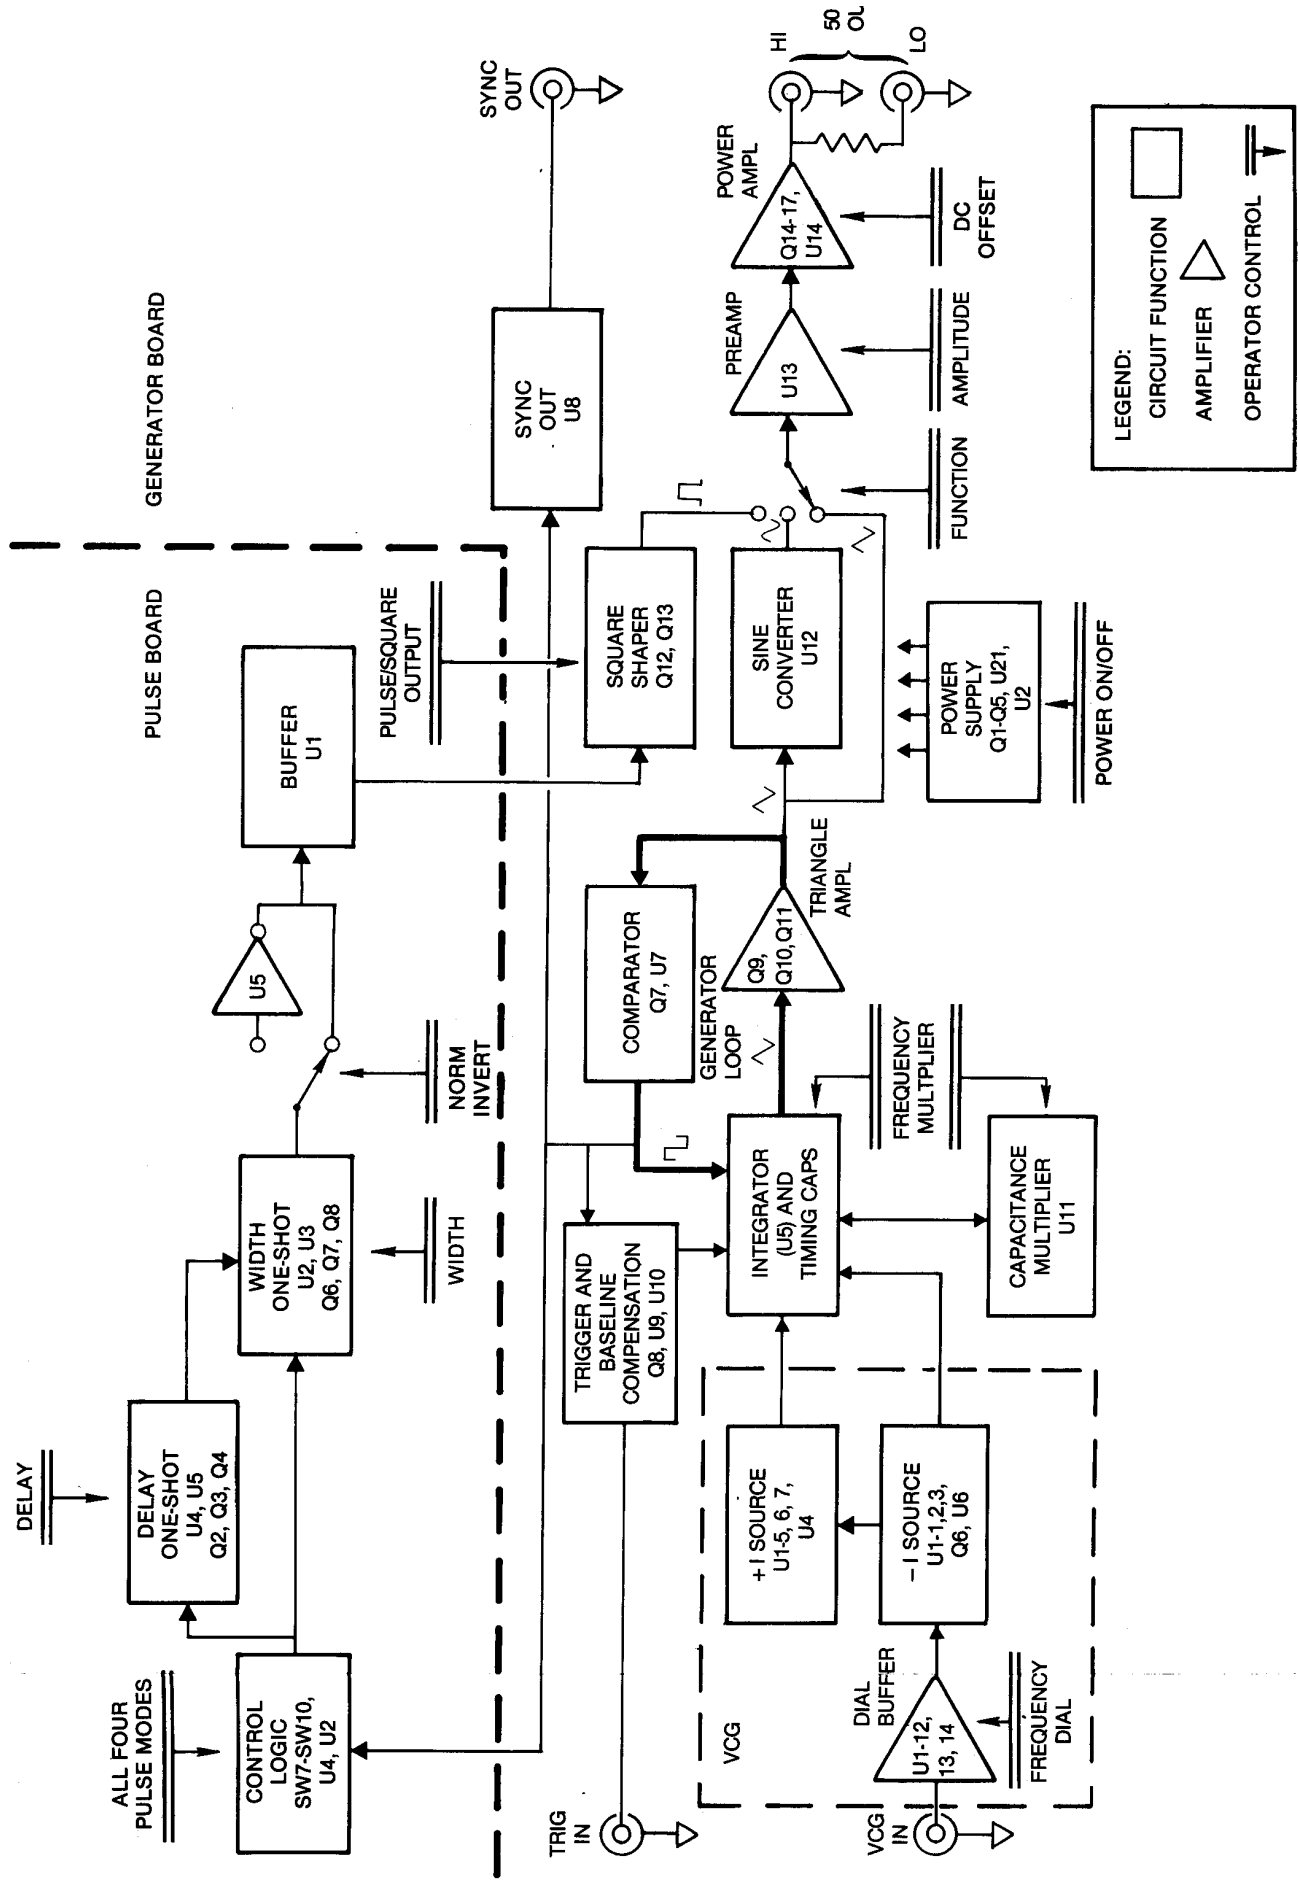 PULSE BOARD
GENERATOR BOARD
ALL FOUR
PULSE MODES
CONTROL
LOGIC
SW7-SW10,
U4, U2
DELAY
DELAY
ONE-SHOT
U4, U5
Q2, Q3, Q4
WIDTH
ONE-SHOT
U2, U3
Q6, Q7, Q8
WIDTH
NORM
INVERT
U5
BUFFER
U1
PULSE/SQUARE
OUTPUT
SYNC
OUT
U8
SYNC
OUT
TRIG
IN
TRIGGER AND
BASELINE
COMPENSATION
Q8, U9, U10
COMPARATOR
Q7, U7
GENERATOR
LOOP
SQUARE
SHAPER
Q12, Q13
VCG
VCG
IN
DIAL
BUFFER
U1-12,
13, 14
FREQUENCY
DIAL
+ I SOURCE
U1-5, 6, 7,
U4
– I SOURCE
U1-1,2,3,
Q6, U6
INTEGRATOR
(U5) AND
TIMING CAPS
FREQUENCY
MULTPLIER
CAPACITANCE
MULTIPLIER
U11
Q9,
Q10, Q11
TRIANGLE
AMPL
SINE
CONVERTER
U12
POWER
SUPPLY
Q1-Q5, U21,
U2
POWER ON/OFF
FUNCTION
PREAMP
U13
AMPLITUDE
POWER
AMPL
Q14-17,
U14
DC
OFFSET
HI
50
OU
LO
LEGEND:
CIRCUIT FUNCTION
AMPLIFIER
OPERATOR CONTROL